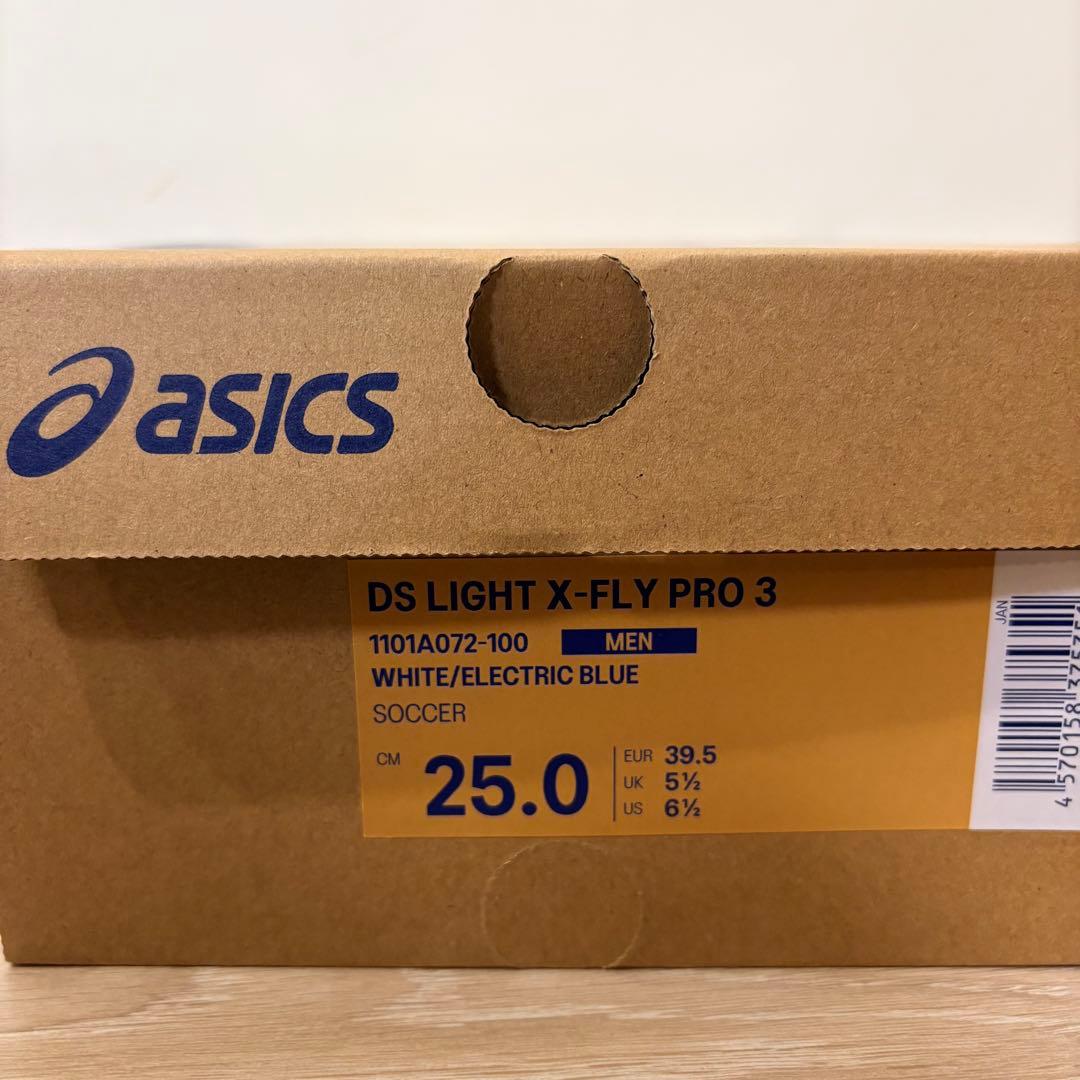 asics
DS LIGHT X-FLY PRO 3
1101A072-100 MEN
WHITE/ELECTRIC BLUE
SOCCER
CM 25.0
EUR 39.5
UK 5½
US 6½
JAN